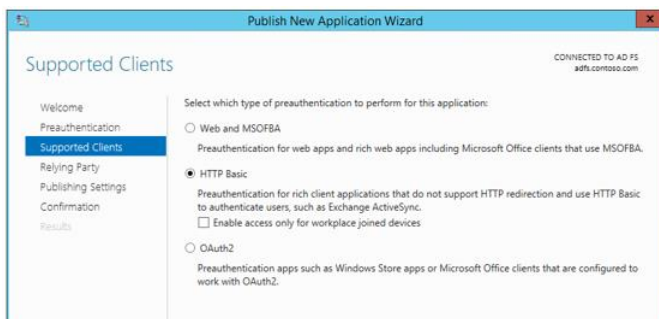 Publish New Application Wizard
x
Supported Clients
CONNECTED TO AD FS
adfs.contoso.com
Welcome
Preauthentication
Supported Clients
Relying Party
Publishing Settings
Confirmation
Results
Select which type of preauthentication to perform for this application:
Web and MSOFBA
Preauthentication for web apps and rich web apps including Microsoft Office clients that use MSOFBA.
HTTP Basic
Preauthentication for rich client applications that do not support HTTP redirection and use HTTP Basic
to authenticate users, such as Exchange ActiveSync.
Enable access only for workplace joined devices
OAuth2
Preauthentication apps such as Windows Store apps or Microsoft Office clients that are configured to
work with OAuth2.